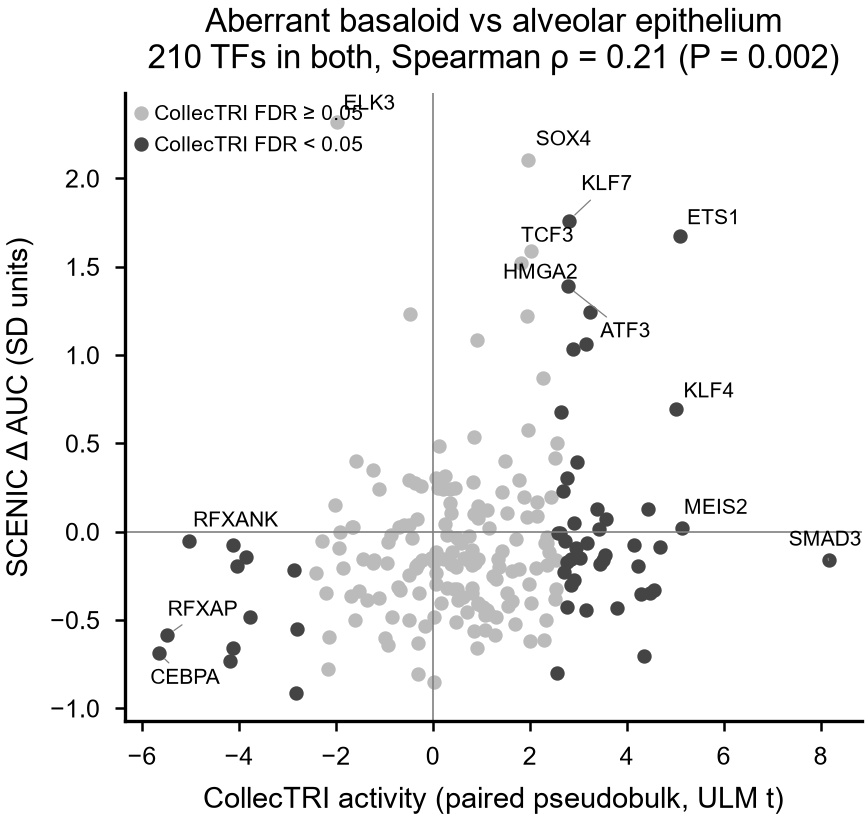 Aberrant basaloid vs alveolar epithelium
210 TFs in both, Spearman ρ = 0.21 (P = 0.002)
CollecTRI FDR ≥ 0.05
CollecTRI FDR < 0.05
ELK3
SOX4
KLF7
ETS1
TCF3
HMGA2
ATF3
KLF4
MEIS2
SMAD3
RFXANK
RFXAP
CEBPA
SCENIC Δ AUC (SD units)
2.0
1.5
1.0
0.5
0.0
−0.5
−1.0
−6 −4 −2 0 2 4 6 8
CollecTRI activity (paired pseudobulk, ULM t)